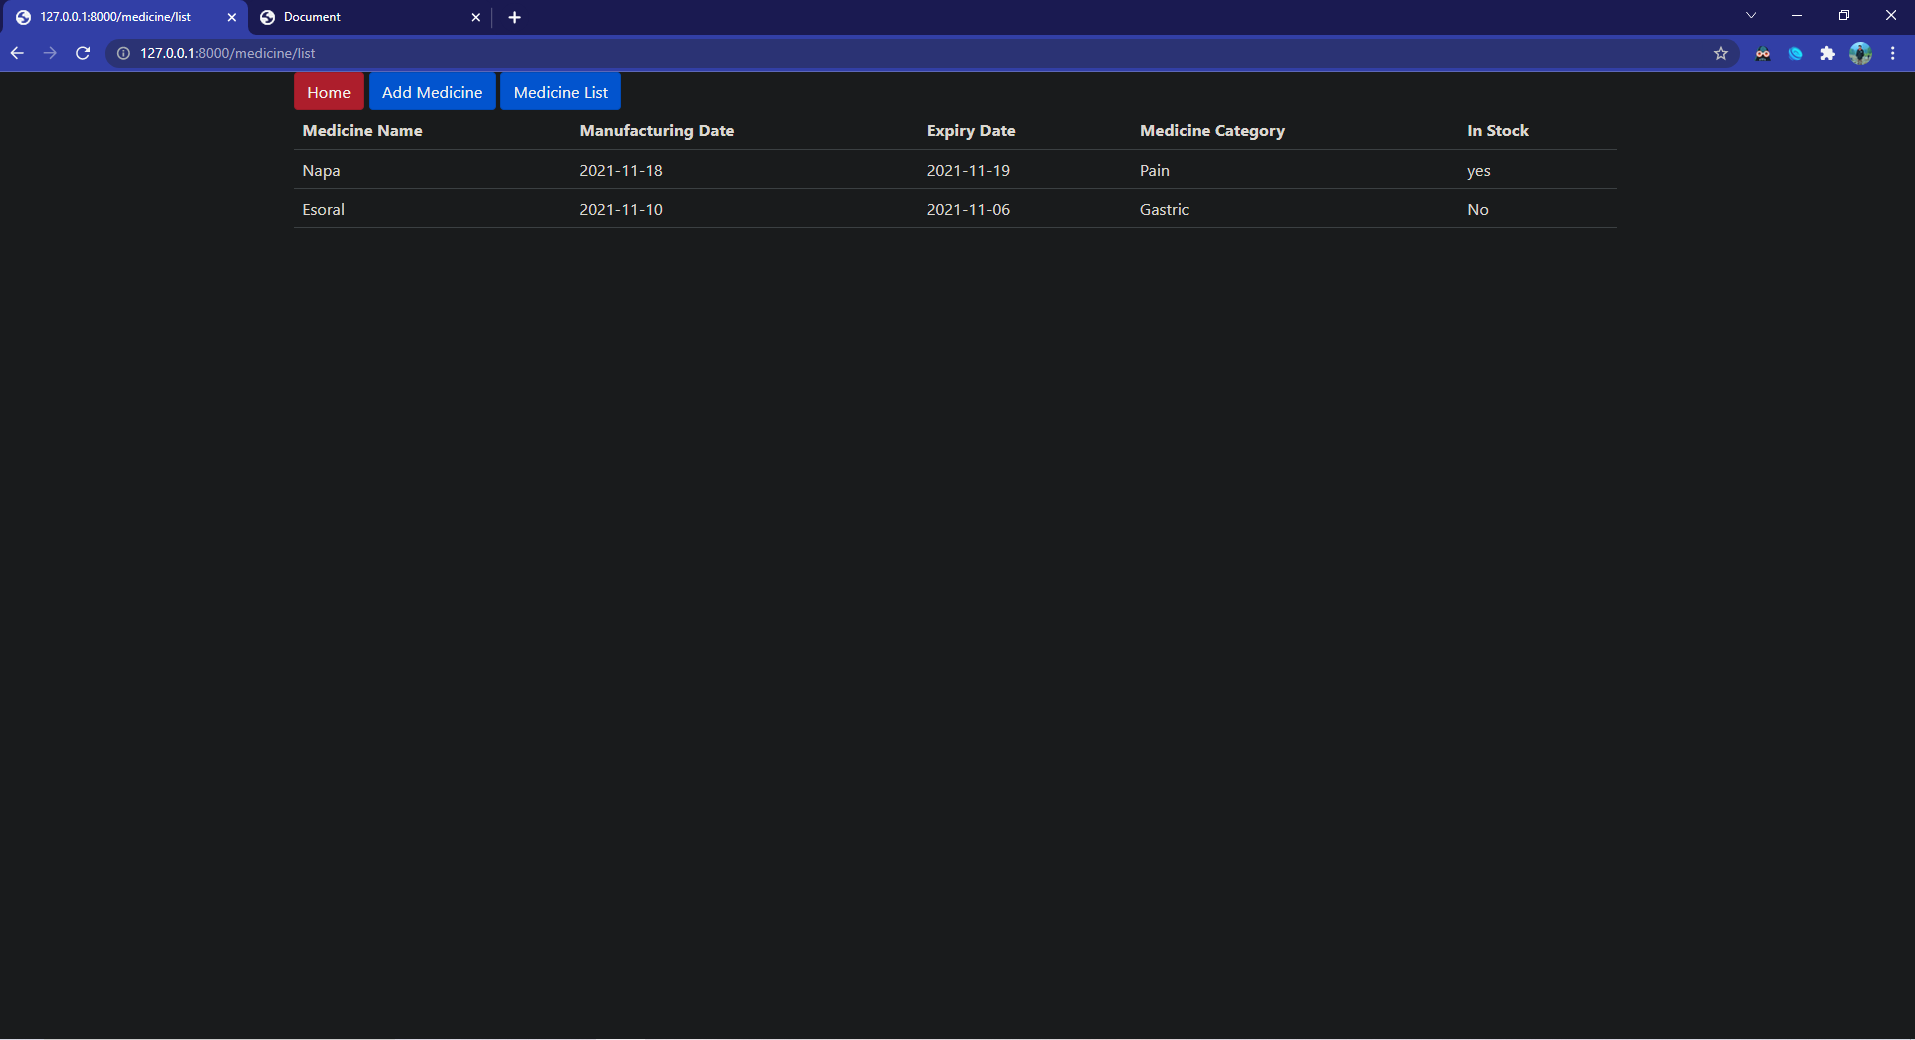 127.0.0.1:8000/medicine/list Document
127.0.0.1:8000/medicine/list
Home Add Medicine Medicine List
Medicine Name Manufacturing Date Expiry Date Medicine Category In Stock
Napa 2021-11-18 2021-11-19 Pain yes
Esoral 2021-11-10 2021-11-06 Gastric No